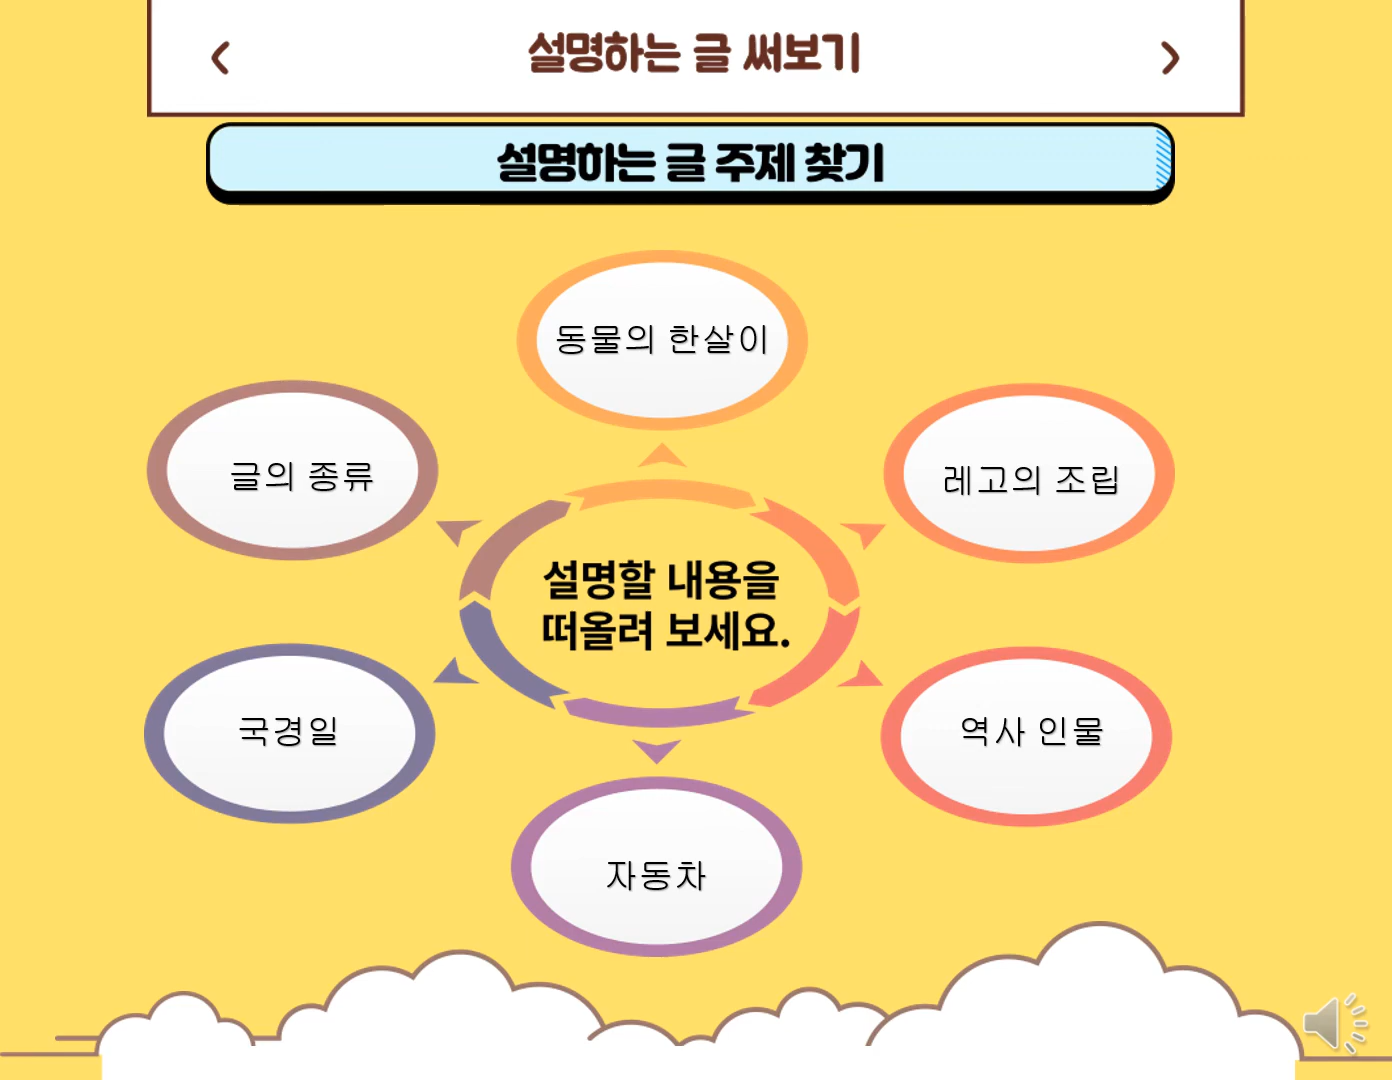 설명하는 글 써보기
설명하는 글 주제 찾기
동물의 한살이
글의 종류
레고의 조립
설명할 내용을
떠올려 보세요.
국경일
역사 인물
자동차